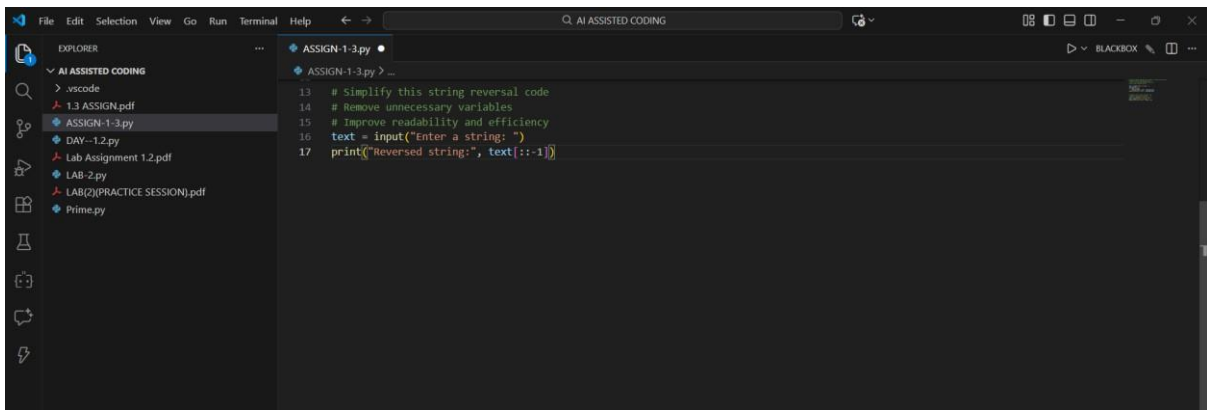 File Edit Selection View Go Run Terminal Help
AI ASSISTED CODING
EXPLORER
AI ASSISTED CODING
.vscode
1.3 ASSIGN.pdf
ASSIGN-1-3.py
DAY--1.2.py
Lab Assignment 1.2.pdf
LAB-2.py
LAB(2)(PRACTICE SESSION).pdf
Prime.py
1
ASSIGN-1-3.py
BLACKBOX
ASSIGN-1-3.py > ...
13 # Simplify this string reversal code
14 # Remove unnecessary variables
15 # Improve readability and efficiency
16 text = input("Enter a string: ")
17 print("Reversed string:", text[::-1])